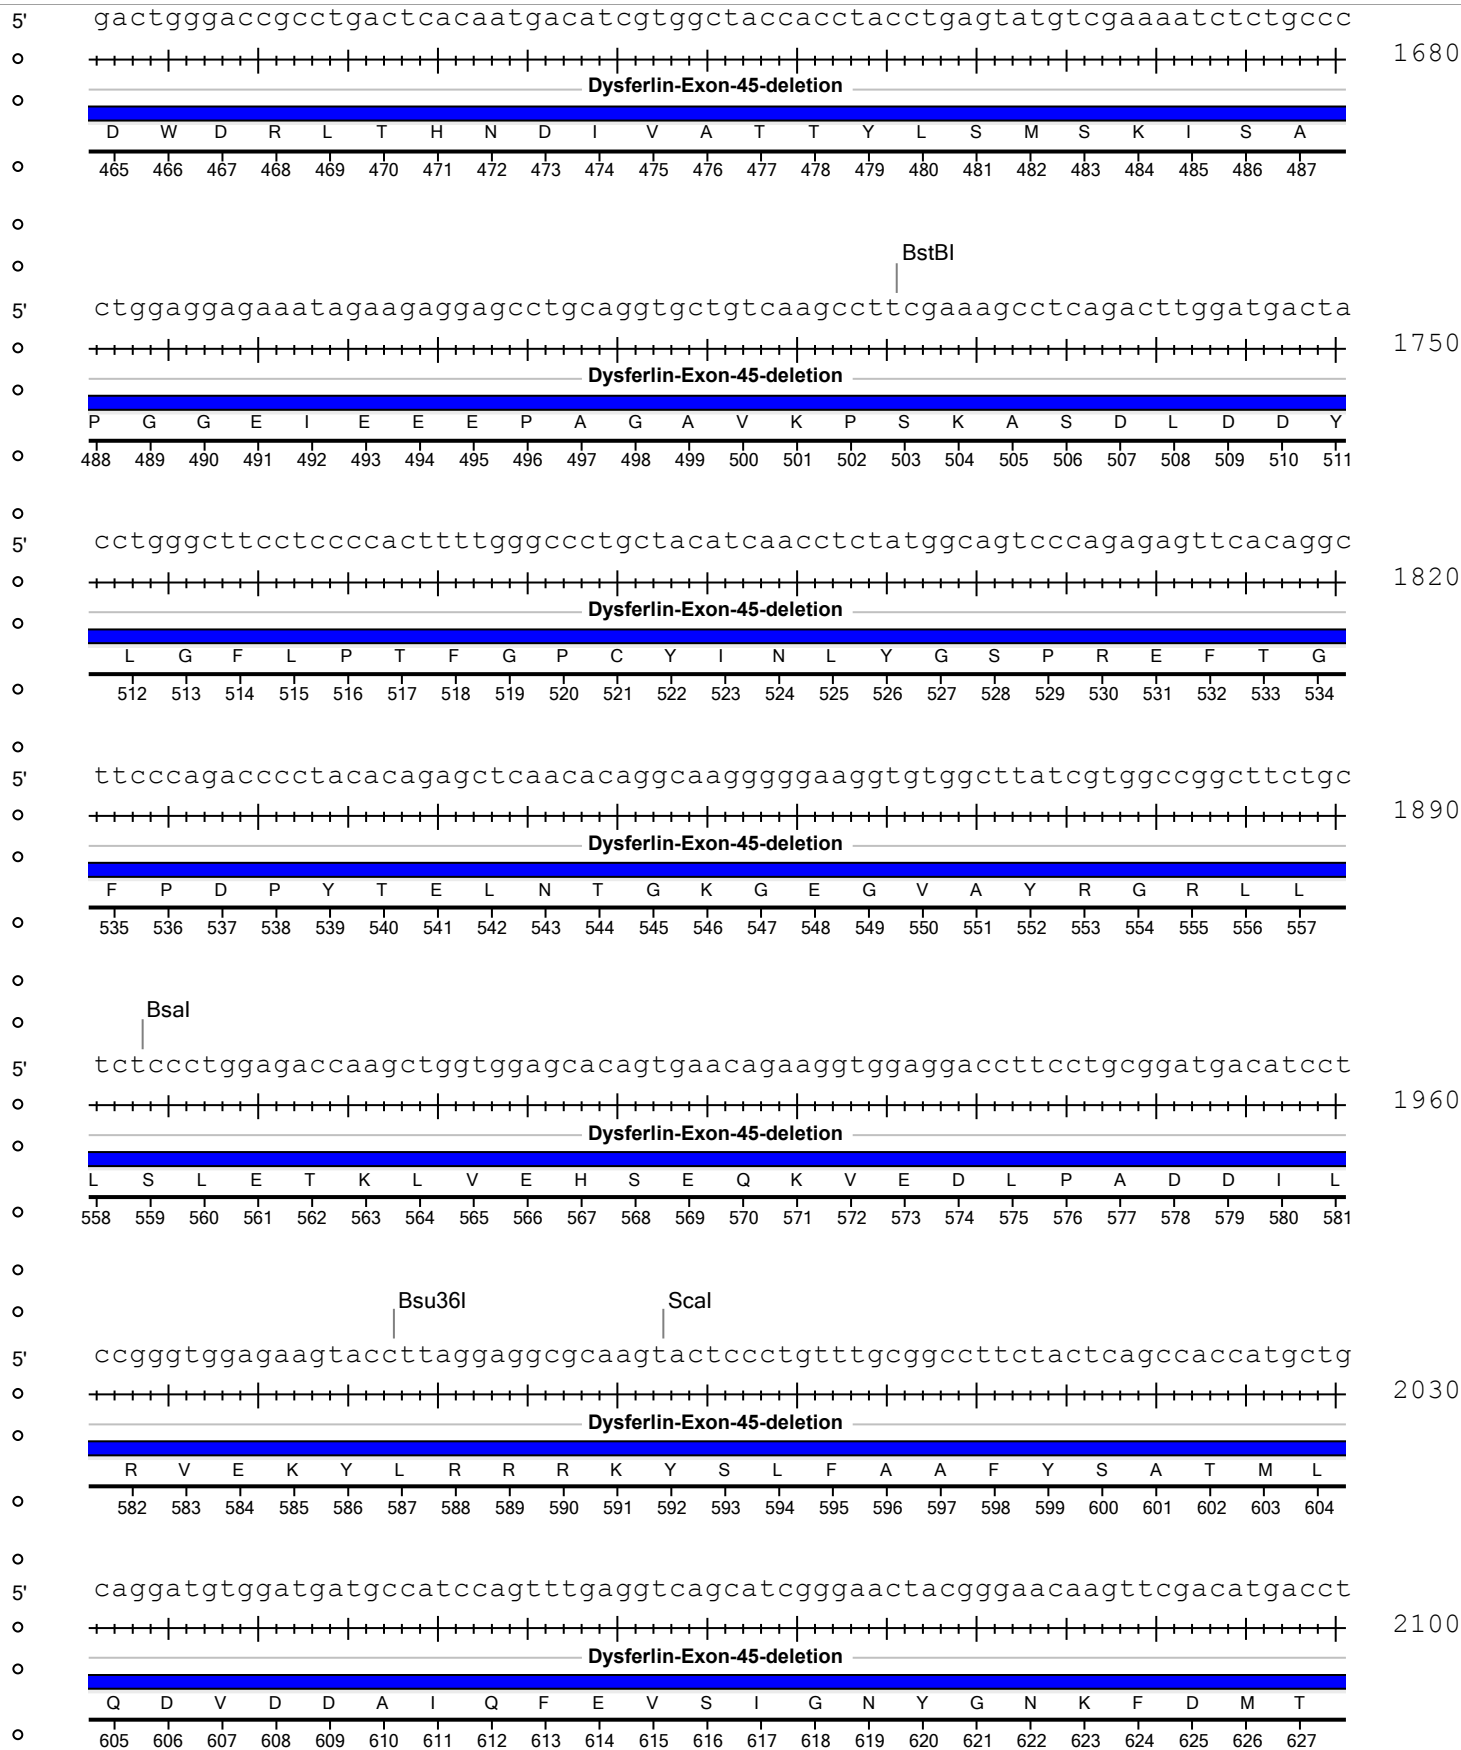 5' gactgggaccgcctgactcacaatgacatcgtggctaccacctacctgagtatgtcgaaaatctctgccc
1680
Dysferlin-Exon-45-deletion
D W D R L T H N D I V A T T Y L S M S K I S A
465 466 467 468 469 470 471 472 473 474 475 476 477 478 479 480 481 482 483 484 485 486 487
BstBI
5' ctggaggagaaatagaagaggagcctgcaggtgctgtcaagccttcgaaagcctcagacttggatgacta
1750
Dysferlin-Exon-45-deletion
P G G E I E E E P A G A V K P S K A S D L D D Y
488 489 490 491 492 493 494 495 496 497 498 499 500 501 502 503 504 505 506 507 508 509 510 511
5' cctgggcttcctccccacttttgggccctgctacatcaacctctatggcagtcccagagagttcacaggc
1820
Dysferlin-Exon-45-deletion
L G F L P T F G P C Y I N L Y G S P R E F T G
512 513 514 515 516 517 518 519 520 521 522 523 524 525 526 527 528 529 530 531 532 533 534
5' ttcccagacccctacacagagctcaacacaggcaagggggaaggtgtggcttatcgtggccggcttctgc
1890
Dysferlin-Exon-45-deletion
F P D P Y T E L N T G K G E G V A Y R G R L L
535 536 537 538 539 540 541 542 543 544 545 546 547 548 549 550 551 552 553 554 555 556 557
BsaI
5' tctccctggagaccaagctggtggagcacagtgaacagaaggtggaggaccttcctgcggatgacatcct
1960
Dysferlin-Exon-45-deletion
L S L E T K L V E H S E Q K V E D L P A D D I L
558 559 560 561 562 563 564 565 566 567 568 569 570 571 572 573 574 575 576 577 578 579 580 581
Bsu36I ScaI
5' ccgggtggagaagtaccttaggaggcgcaagtactccctgtttgcggccttctactcagccaccatgctg
2030
Dysferlin-Exon-45-deletion
R V E K Y L R R R K Y S L F A A F Y S A T M L
582 583 584 585 586 587 588 589 590 591 592 593 594 595 596 597 598 599 600 601 602 603 604
5' caggatgtggatgatgccatccagtttgaggtcagcatcgggaactacgggaacaagttcgacatgacct
2100
Dysferlin-Exon-45-deletion
Q D V D D A I Q F E V S I G N Y G N K F D M T
605 606 607 608 609 610 611 612 613 614 615 616 617 618 619 620 621 622 623 624 625 626 627